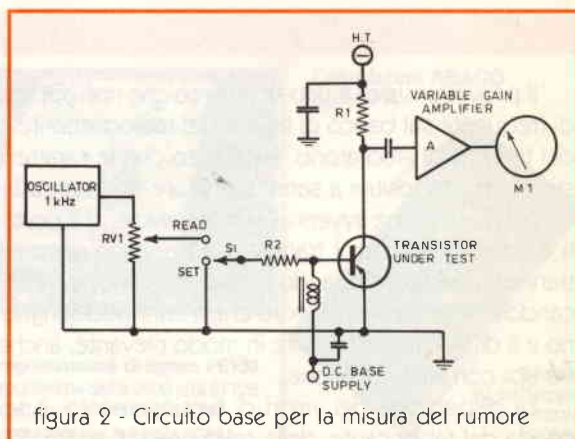 H.T.
R1
VARIABLE GAIN
AMPLIFIER
A
M1
OSCILLATOR
1 kHz
RV1
READ
SET
S1
R2
TRANSISTOR
UNDER TEST
D.C. BASE
SUPPLY
figura 2 - Circuito base per la misura del rumore